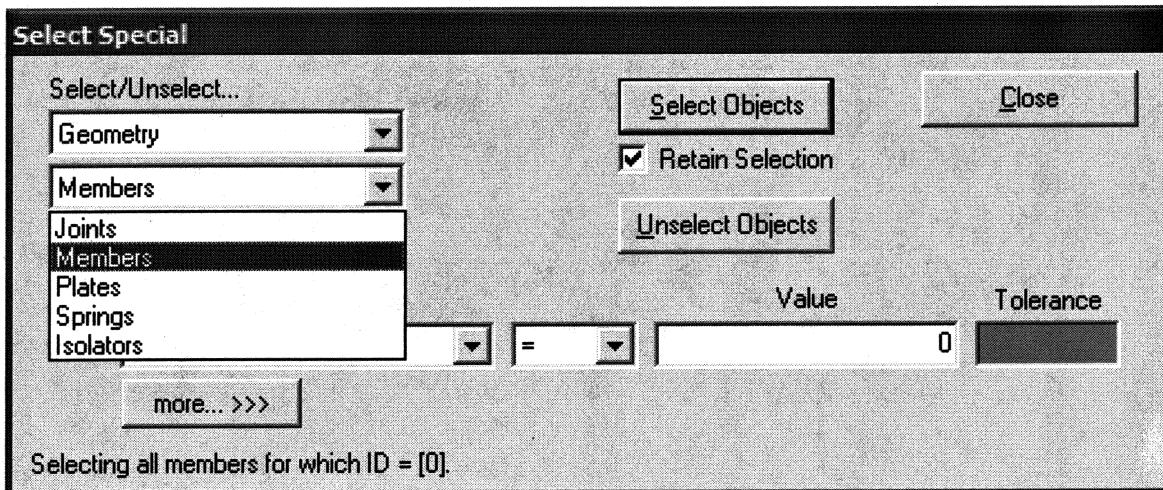 Select Special
Select/Unselect...
Geometry
Select Objects
Close
Retain Selection
Members
Unselect Objects
Joints
Members
Plates
Springs
Isolators
Value
Tolerance
=
0
more... >>>
Selecting all members for which ID = [0].